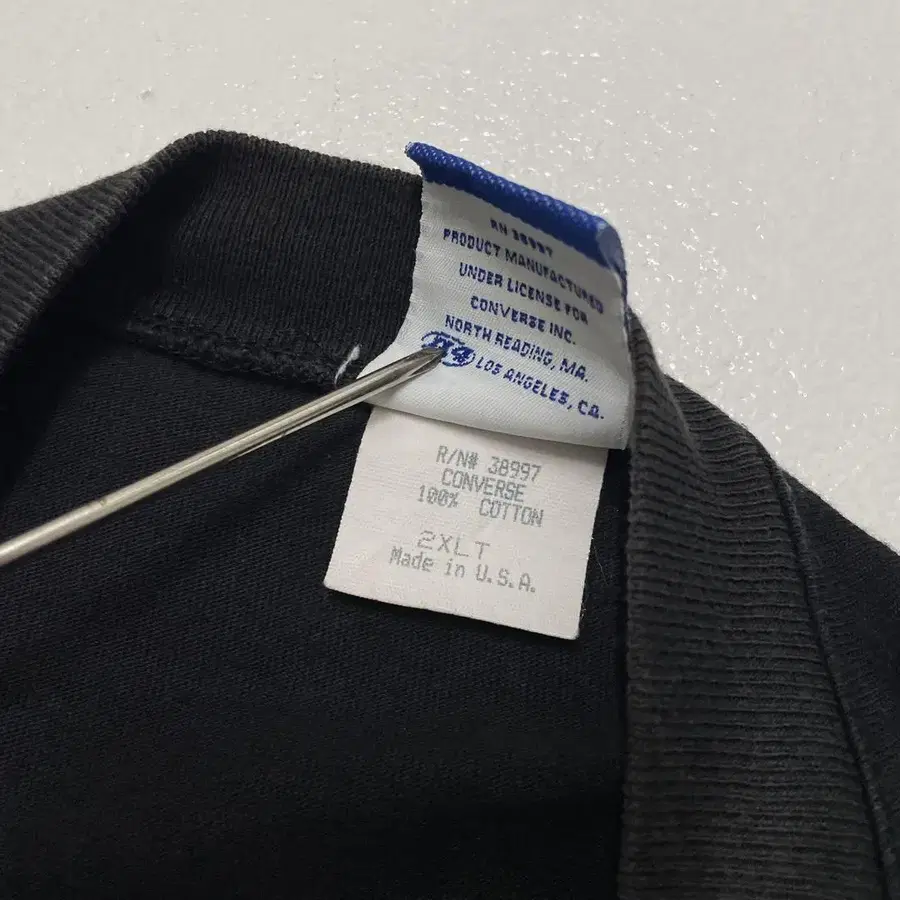 RN 38997
PRODUCT MANUFACTURED
UNDER LICENSE FOR
CONVERSE INC.
NORTH READING, MA.
LOS ANGELES, CA.
R/N# 38997
CONVERSE
100% COTTON
2XLT
Made in U.S.A.